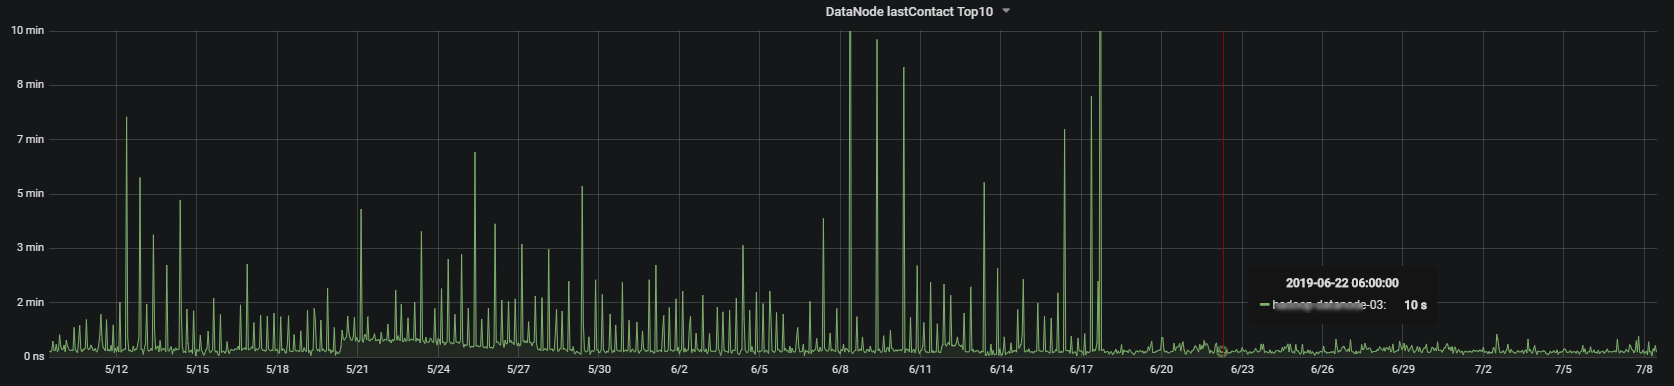 DataNode lastContact Top10
10 min
8 min
7 min
5 min
3 min
2 min
0 ns
2019-06-22 06:00:00
-03: 10 s
5/12 5/15 5/18 5/21 5/24 5/27 5/30 6/2 6/5 6/8 6/11 6/14 6/17 6/20 6/23 6/26 6/29 7/2 7/5 7/8